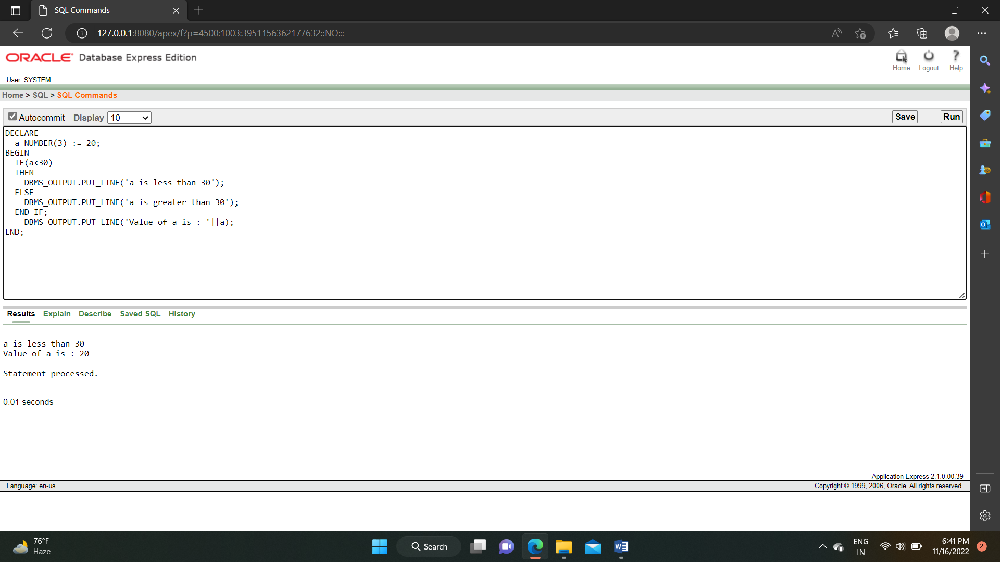 SQL Commands
127.0.0.1:8080/apex/f?p=4500:1003:3951156362177632::NO:::
ORACLE Database Express Edition
Home Logout Help
User: SYSTEM
Home > SQL > SQL Commands
Autocommit Display 10 Save Run
DECLARE
  a NUMBER(3) := 20;
BEGIN
  IF(a<30)
  THEN
    DBMS_OUTPUT.PUT_LINE('a is less than 30');
  ELSE
    DBMS_OUTPUT.PUT_LINE('a is greater than 30');
  END IF;
    DBMS_OUTPUT.PUT_LINE('Value of a is : '||a);
END;
Results Explain Describe Saved SQL History
a is less than 30
Value of a is : 20
Statement processed.
0.01 seconds
Application Express 2.1.0.00.39
Language: en-us Copyright © 1999, 2006, Oracle. All rights reserved.
76°F
Haze
Search
ENG
IN
6:41 PM
11/16/2022
2